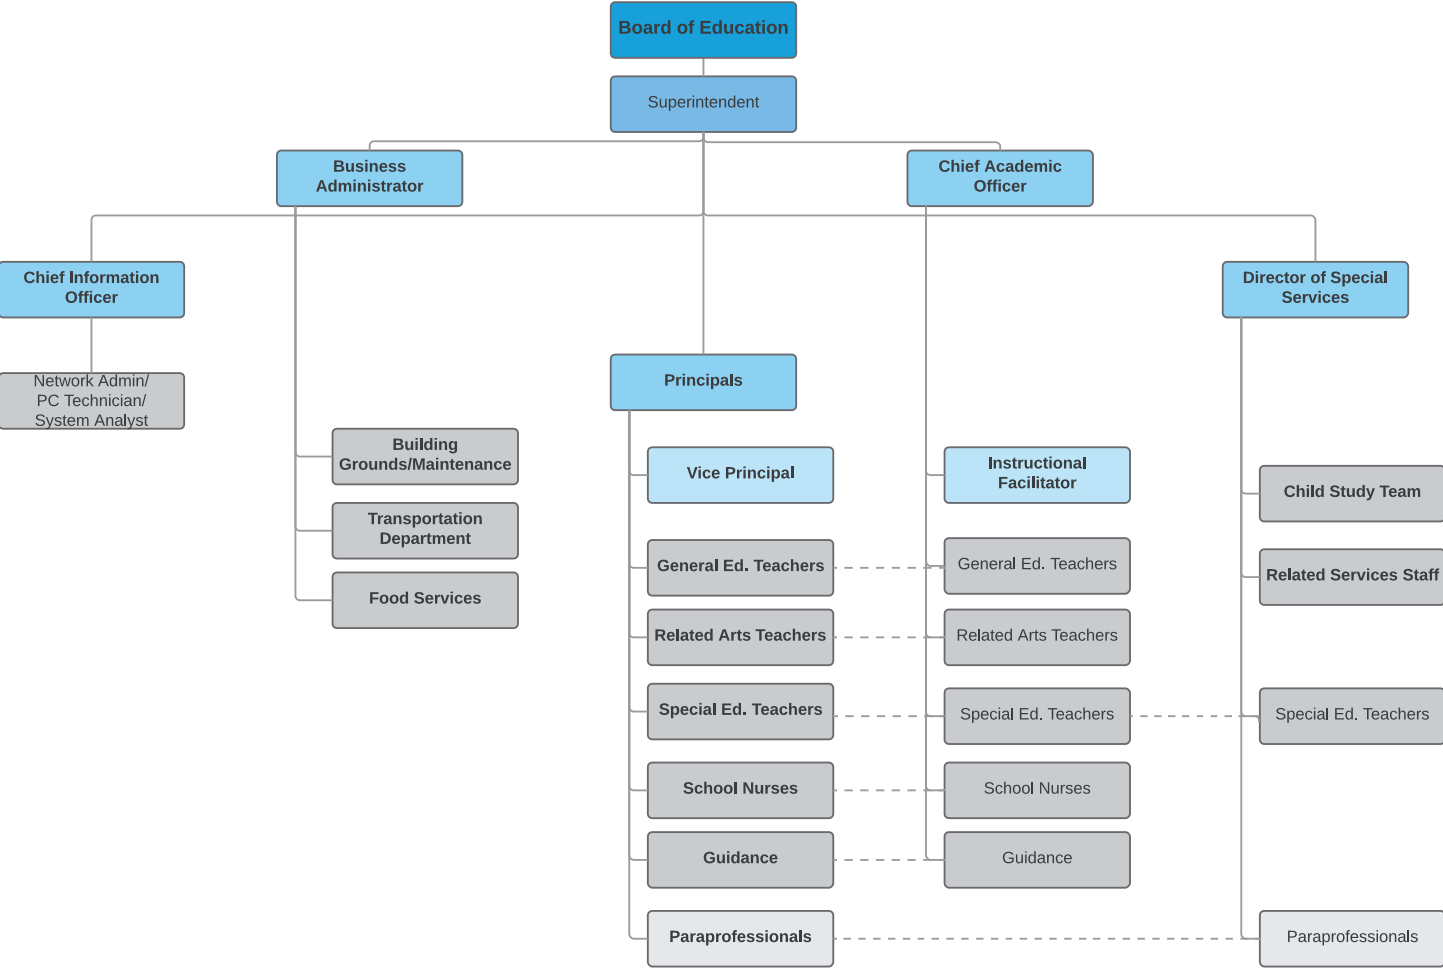 Board of Education
Superintendent
Business
Administrator
Chief Academic
Officer
Chief Information
Officer
Director of Special
Services
Network Admin/
PC Technician/
System Analyst
Principals
Building
Grounds/Maintenance
Transportation
Department
Food Services
Vice Principal
General Ed. Teachers
Related Arts Teachers
Special Ed. Teachers
School Nurses
Guidance
Paraprofessionals
Instructional
Facilitator
General Ed. Teachers
Related Arts Teachers
Special Ed. Teachers
School Nurses
Guidance
Child Study Team
Related Services Staff
Special Ed. Teachers
Paraprofessionals